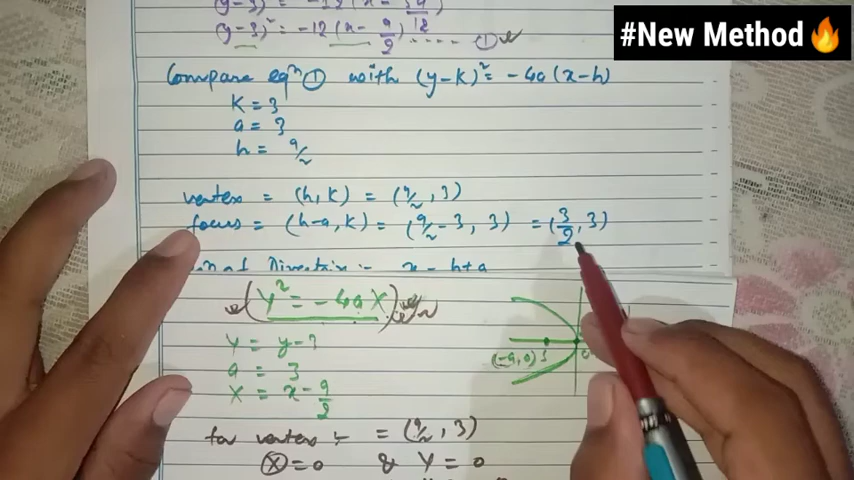 #New Method🔥
(y-3)² = -12(x - 9/2) ..... ①
Compare eqⁿ ① with (y-k)² = -4a(x-h)
k = 3
a = 3
h = 9/2
vertex = (h, k) = (9/2, 3)
focus = (h-a, k) = (9/2 - 3, 3) = (3/2, 3)
Directrix :- x = h+a
(Y² = -4aX)
Y = y-3
a = 3
X = x - 9/2
(-a, 0) S
for vertex :- = (9/2, 3)
X = 0 & Y = 0